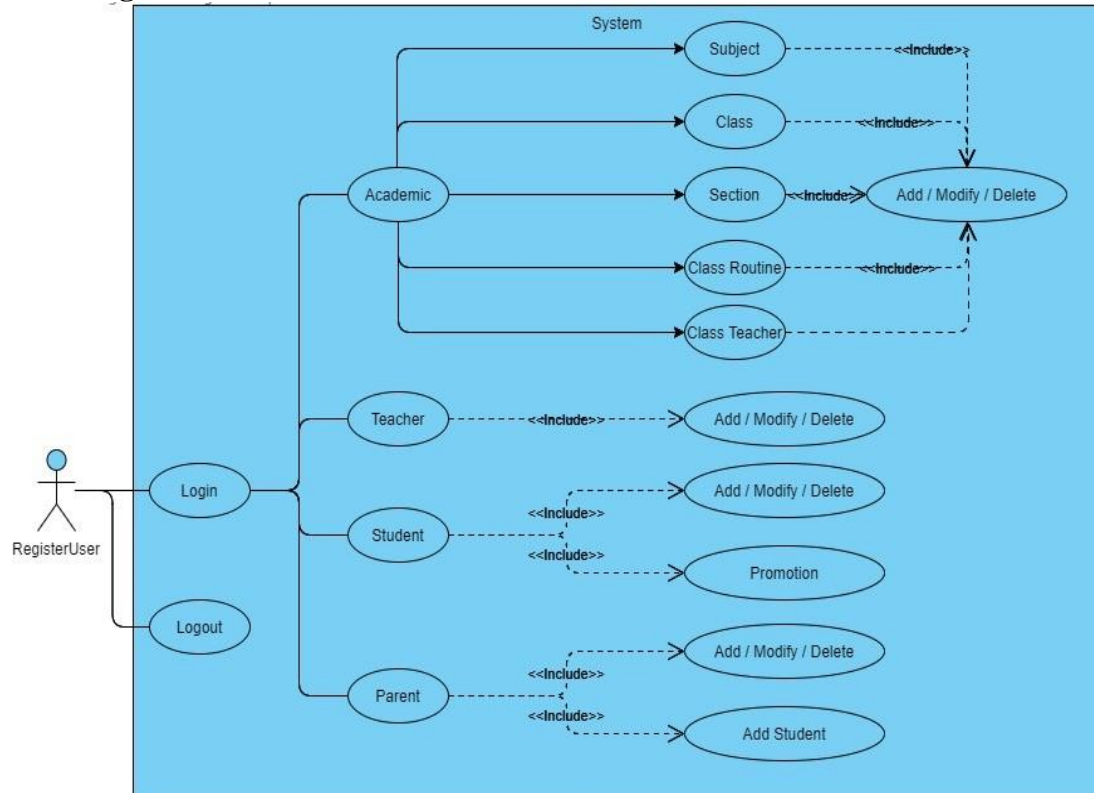 System
Subject
<<Include>>
Class
<<Include>>
Academic
Section
<<Include>>
Add / Modify / Delete
Class Routine
<<Include>>
Class Teacher
Teacher
<<Include>>
Add / Modify / Delete
Login
Add / Modify / Delete
<<Include>>
Student
RegisterUser
<<Include>>
Promotion
Logout
Add / Modify / Delete
<<Include>>
Parent
<<Include>>
Add Student